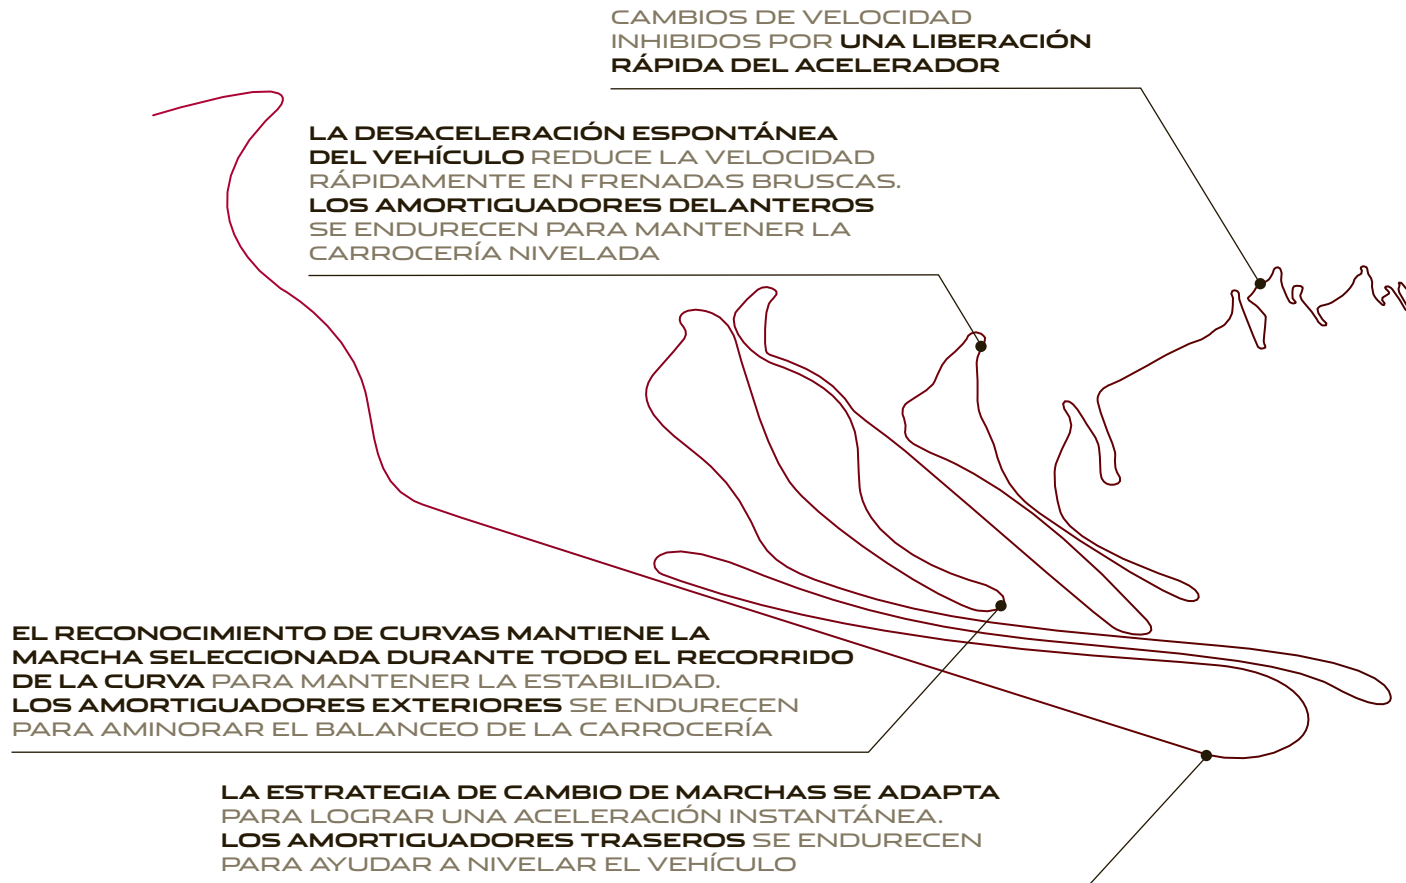 CAMBIOS DE VELOCIDAD
INHIBIDOS POR UNA LIBERACIÓN
RÁPIDA DEL ACELERADOR
LA DESACELERACIÓN ESPONTÁNEA
DEL VEHÍCULO REDUCE LA VELOCIDAD
RÁPIDAMENTE EN FRENADAS BRUSCAS.
LOS AMORTIGUADORES DELANTEROS
SE ENDURECEN PARA MANTENER LA
CARROCERÍA NIVELADA
EL RECONOCIMIENTO DE CURVAS MANTIENE LA
MARCHA SELECCIONADA DURANTE TODO EL RECORRIDO
DE LA CURVA PARA MANTENER LA ESTABILIDAD.
LOS AMORTIGUADORES EXTERIORES SE ENDURECEN
PARA AMINORAR EL BALANCEO DE LA CARROCERÍA
LA ESTRATEGIA DE CAMBIO DE MARCHAS SE ADAPTA
PARA LOGRAR UNA ACELERACIÓN INSTANTÁNEA.
LOS AMORTIGUADORES TRASEROS SE ENDURECEN
PARA AYUDAR A NIVELAR EL VEHÍCULO